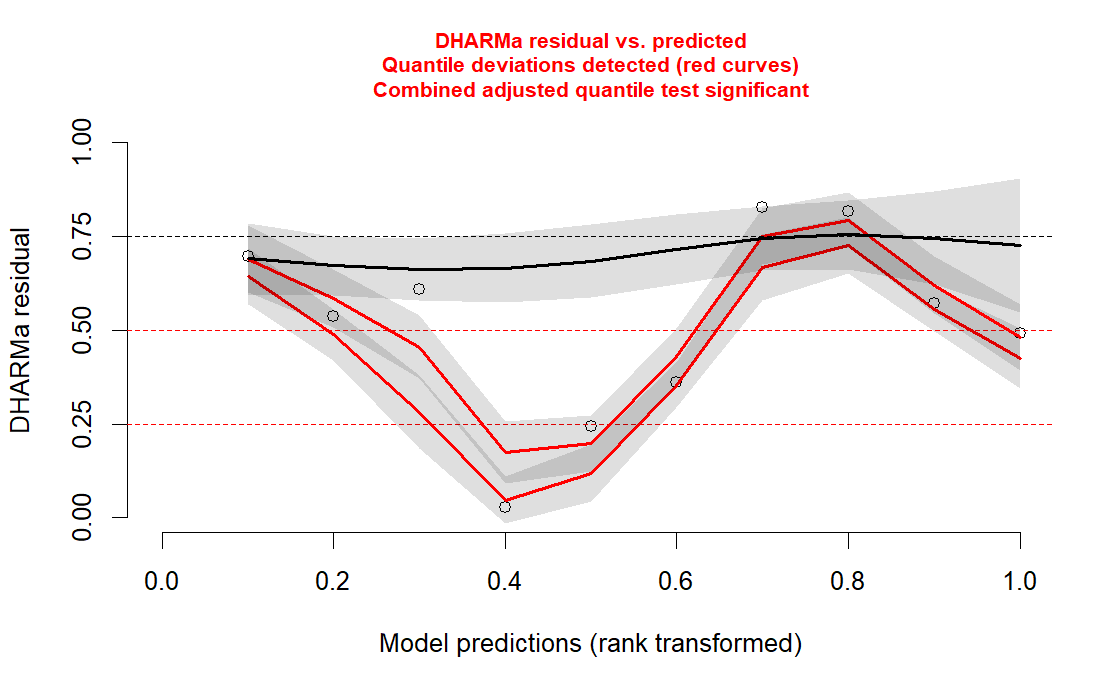 DHARMa residual vs. predicted
Quantile deviations detected (red curves)
Combined adjusted quantile test significant
DHARMa residual
1.00
0.75
0.50
0.25
0.00
0.0 0.2 0.4 0.6 0.8 1.0
Model predictions (rank transformed)